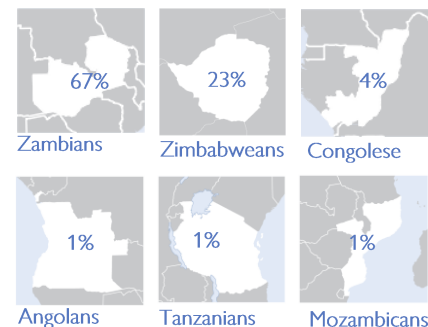 67%
Zambians
23%
Zimbabweans
4%
Congolese
1%
Angolans
1%
Tanzanians
1%
Mozambicans